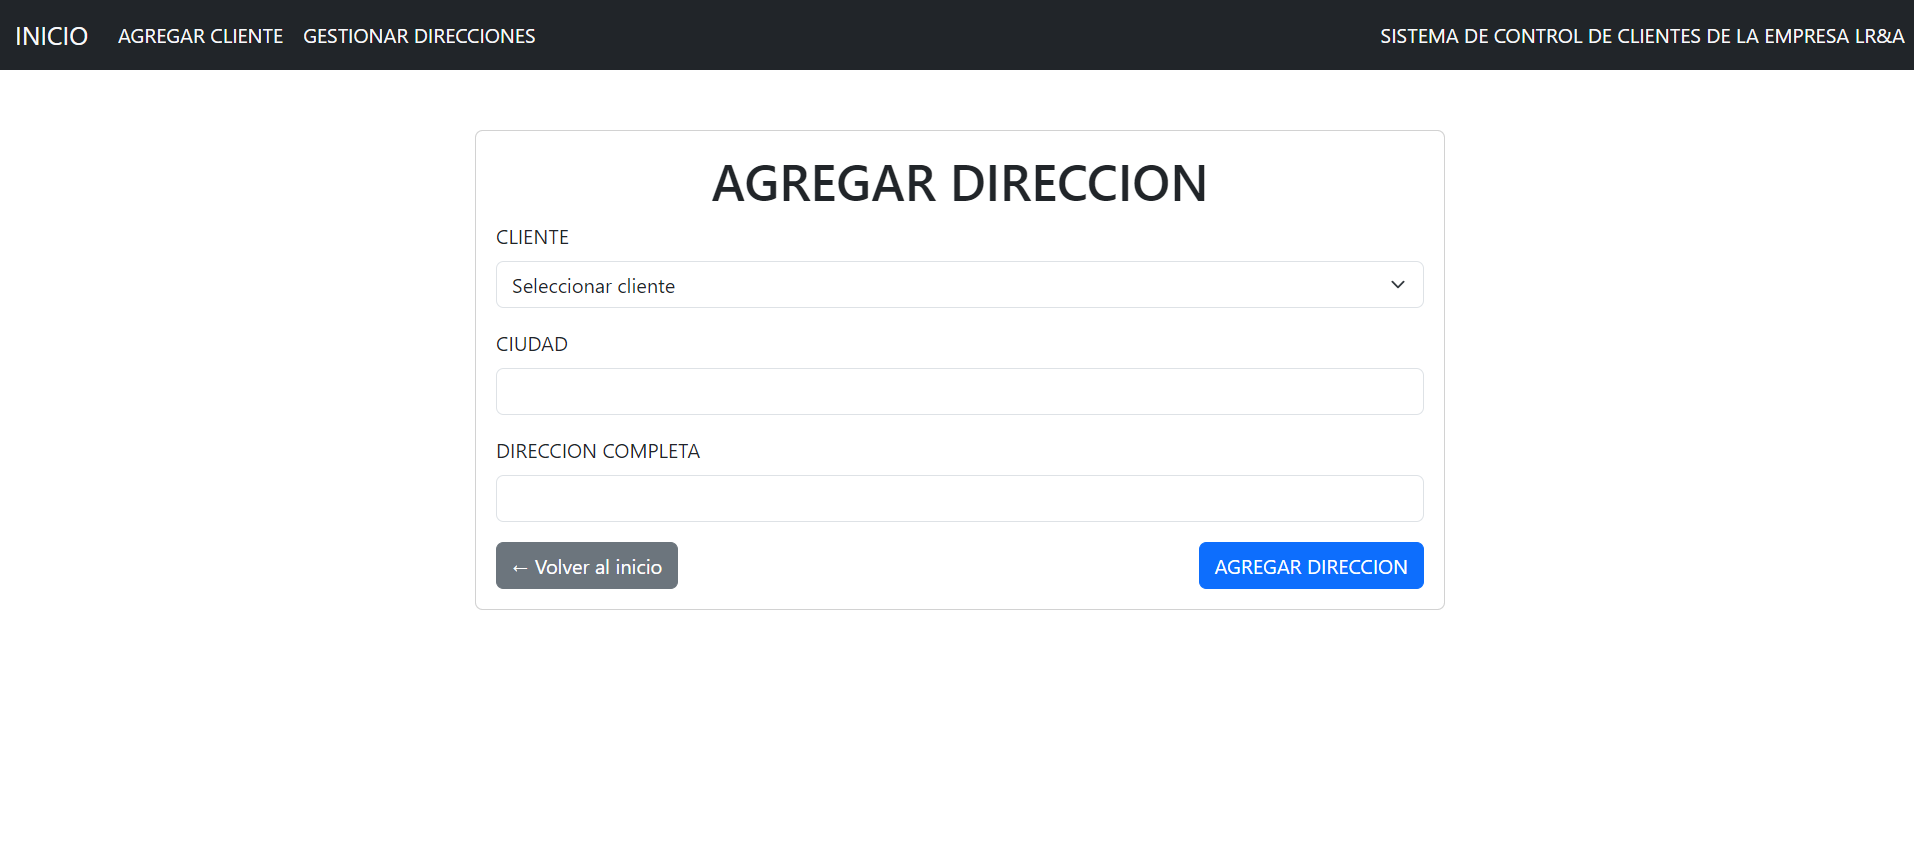 INICIO AGREGAR CLIENTE GESTIONAR DIRECCIONES SISTEMA DE CONTROL DE CLIENTES DE LA EMPRESA LR&A
AGREGAR DIRECCION
CLIENTE
Seleccionar cliente
CIUDAD
DIRECCION COMPLETA
← Volver al inicio AGREGAR DIRECCION